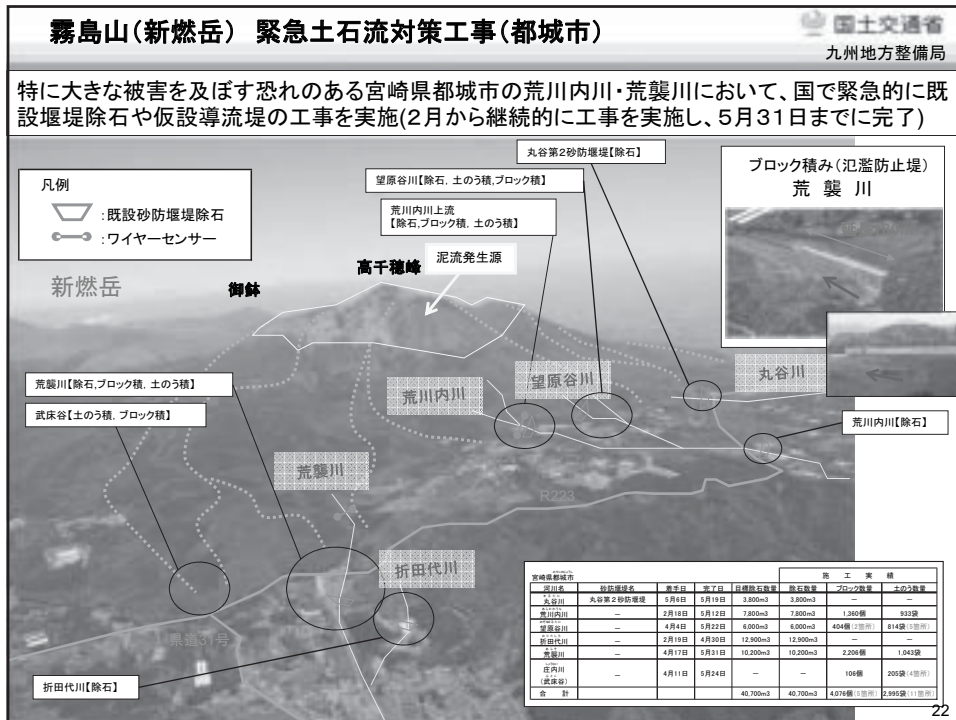 霧島山(新燃岳) 緊急土石流対策工事(都城市)
国土交通省
九州地方整備局
特に大きな被害を及ぼす恐れのある宮崎県都城市の荒川内川・荒襲川において、国で緊急的に既
設堰堤除石や仮設導流堤の工事を実施(2月から継続的に工事を実施し、5月31日までに完了)
丸谷第2砂防堰堤【除石】
凡例
:既設砂防堰堤除石
:ワイヤーセンサー
望原谷川【除石，土のう積，ブロック積】
荒川内川上流
【除石，ブロック積，土のう積】
ブロック積み(氾濫防止堤)
荒 襲 川
新燃岳
御鉢
高千穂峰
泥流発生源
荒襲川【除石，ブロック積，土のう積】
武床谷【土のう積，ブロック積】
荒川内川
望原谷川
丸谷川
荒川内川【除石】
荒襲川
R223
折田代川
県道31号
折田代川【除石】
宮崎県都城市
施 工 実 績
河川名 砂防堰堤名 着手日 完了日 目標除石数量 除石数量 ブロック数量 土のう数量
丸谷川 丸谷第2砂防堰堤 5月6日 5月19日 3,800m3 3,800m3 － －
荒川内川 － 2月18日 5月12日 7,800m3 7,800m3 1,360個 933袋
望原谷川 － 4月4日 5月22日 6,000m3 6,000m3 404個(2箇所) 814袋(5箇所)
折田代川 － 2月19日 4月30日 12,900m3 12,900m3 － －
荒襲川 － 4月17日 5月31日 10,200m3 10,200m3 2,206個 1,043袋
庄内川
(武床谷) － 4月11日 5月24日 － － 106個 205袋(4箇所)
合 計 40,700m3 40,700m3 4,076個(5箇所) 2,995袋(11箇所)
22